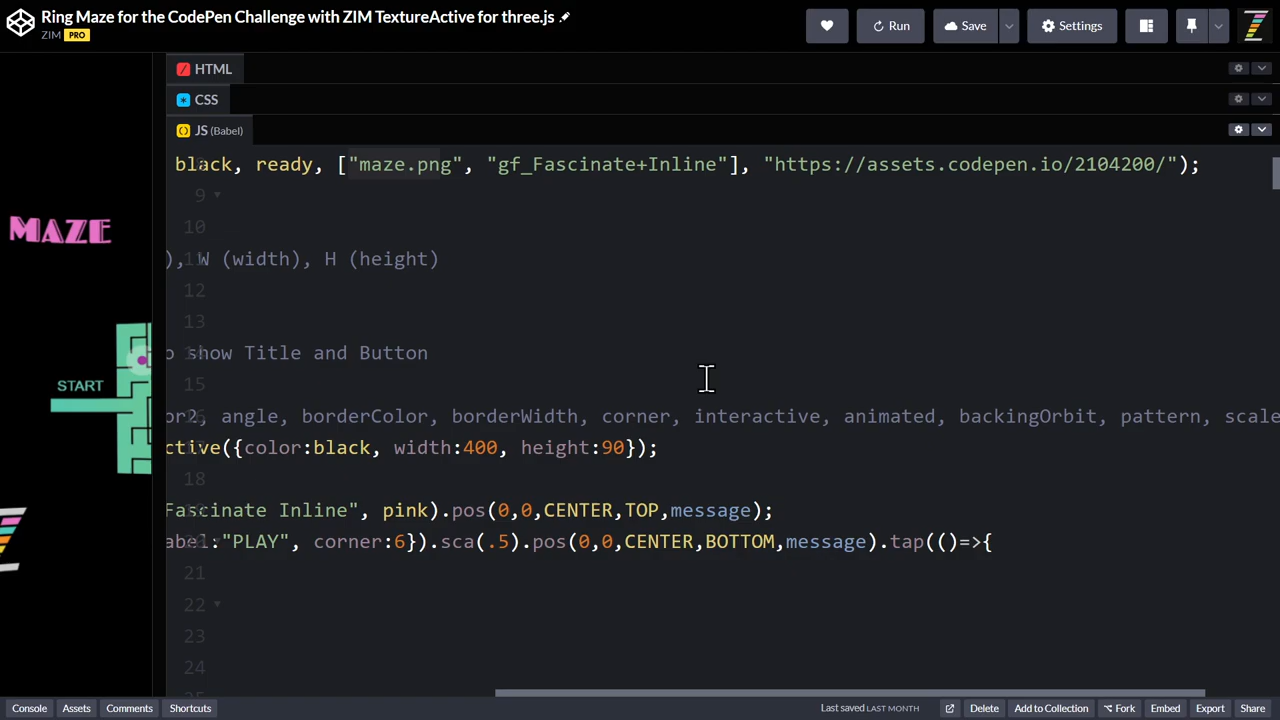 Ring Maze for the CodePen Challenge with ZIM TextureActive for three.js
ZIM PRO
Run
Save
Settings
HTML
CSS
JS (Babel)
black, ready, ["maze.png", "gf_Fascinate+Inline"], "https://assets.codepen.io/2104200/");
9
10
), W (width), H (height)
12
13
o show Title and Button
15
or2, angle, borderColor, borderWidth, corner, interactive, animated, backingOrbit, pattern, scale
ctive({color:black, width:400, height:90});
18
Fascinate Inline", pink).pos(0,0,CENTER,TOP,message);
abel:"PLAY", corner:6}).sca(.5).pos(0,0,CENTER,BOTTOM,message).tap(()=>{
21
22
23
24
MAZE
START
Console Assets Comments Shortcuts
Last saved LAST MONTH
Delete Add to Collection Fork Embed Export Share